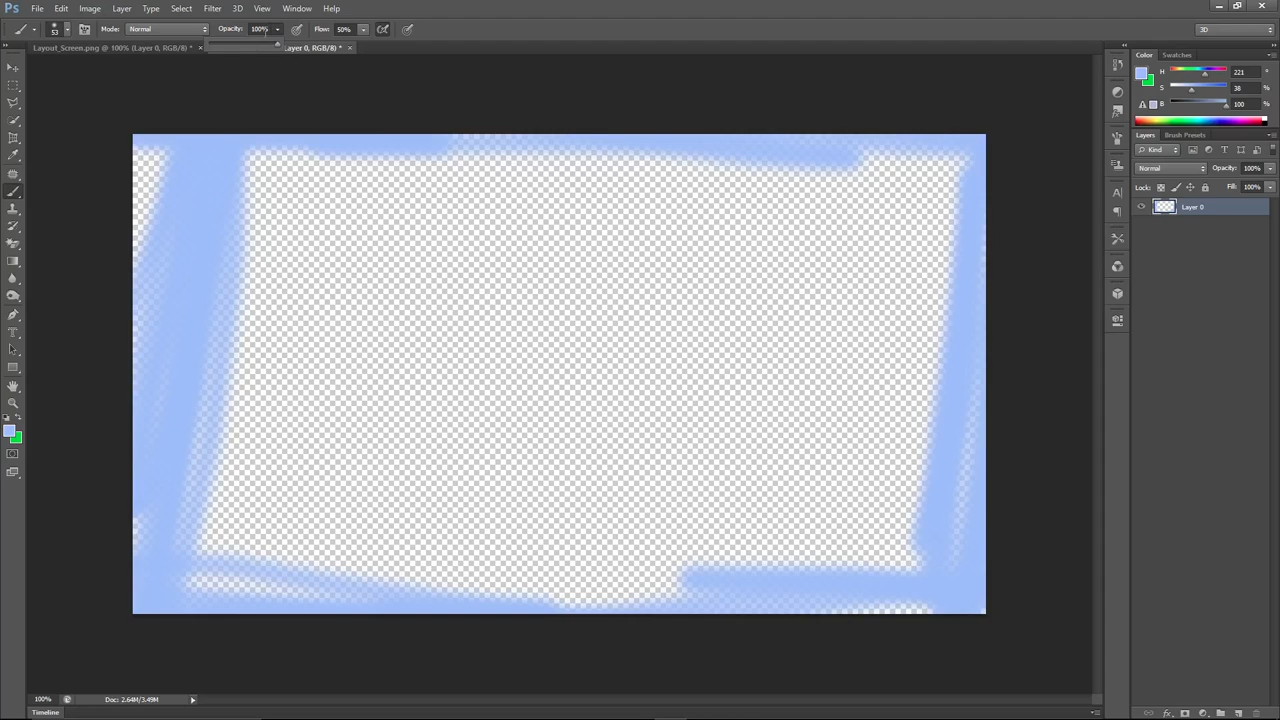 Ps File Edit Image Layer Type Select Filter 3D View Window Help
53 Mode: Normal Opacity: 100% Flow: 50% 3D
Layout_Screen.png @ 100% (Layer 0, RGB/8) * × Layer 0, RGB/8) * ×
Color Swatches
H 221 °
S 38 %
B 100 %
Layers Brush Presets
Kind
Normal Opacity: 100%
Lock: Fill: 100%
Layer 0
100% Doc: 2.64M/3.49M
Timeline